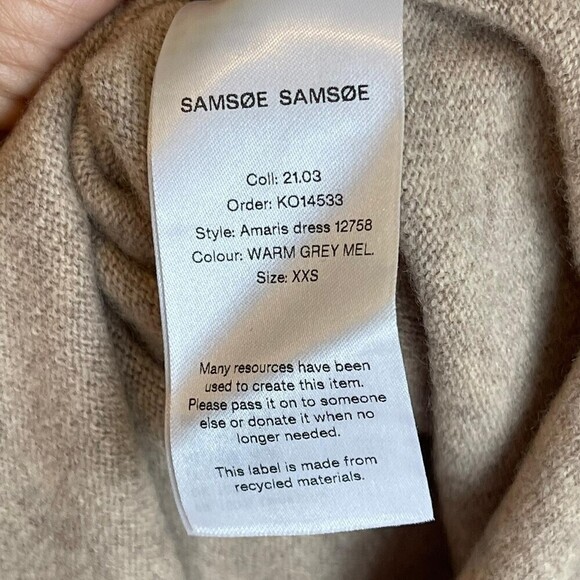 SAMSØE SAMSØE
Coll: 21.03
Order: KO14533
Style: Amaris dress 12758
Colour: WARM GREY MEL.
Size: XXS
Many resources have been
used to create this item.
Please pass it on to someone
else or donate it when no
longer needed.
This label is made from
recycled materials.